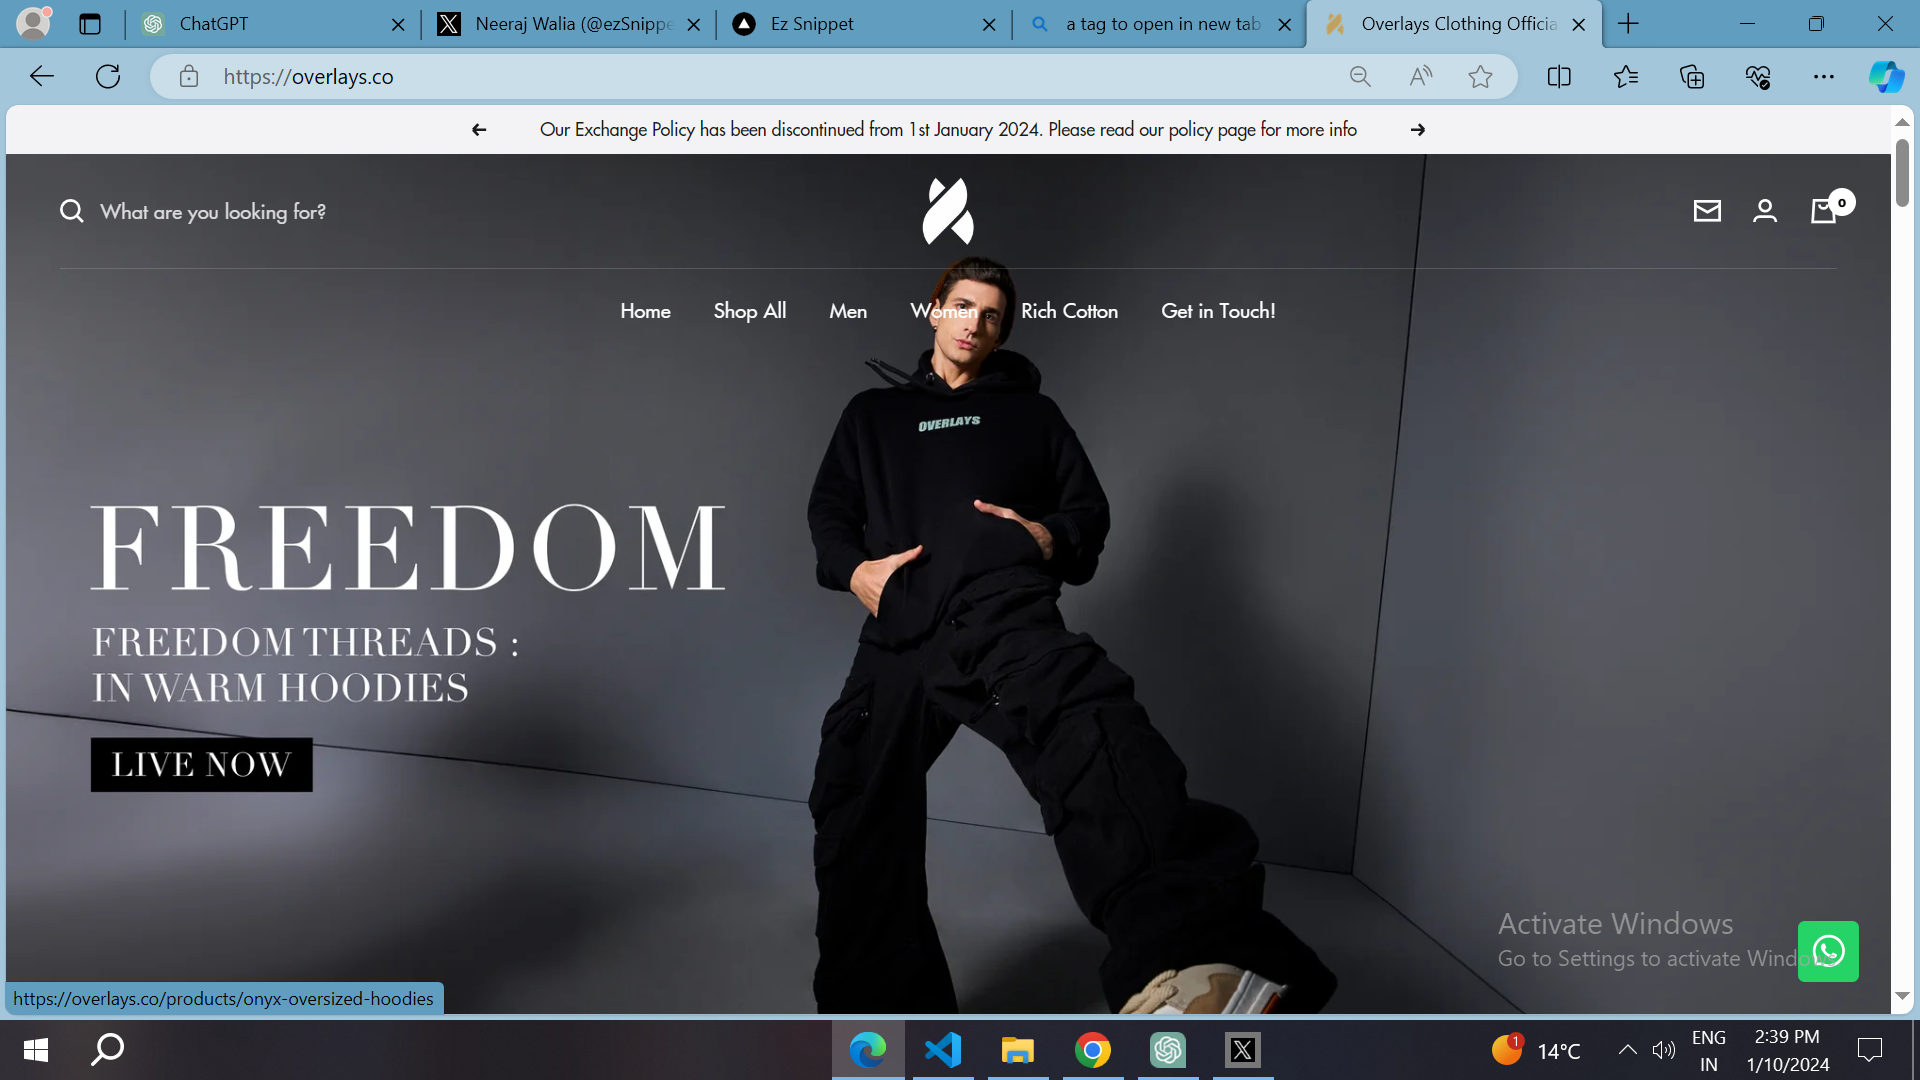 ChatGPT
Neeraj Walia (@ezSnippe
Ez Snippet
a tag to open in new tab
Overlays Clothing Officia
https://overlays.co
Our Exchange Policy has been discontinued from 1st January 2024. Please read our policy page for more info
What are you looking for?
0
Home
Shop All
Men
Women
Rich Cotton
Get in Touch!
OVERLAYS
FREEDOM
FREEDOM THREADS :
IN WARM HOODIES
LIVE NOW
Activate Windows
Go to Settings to activate Windows.
https://overlays.co/products/onyx-oversized-hoodies
1
14°C
ENG
IN
2:39 PM
1/10/2024